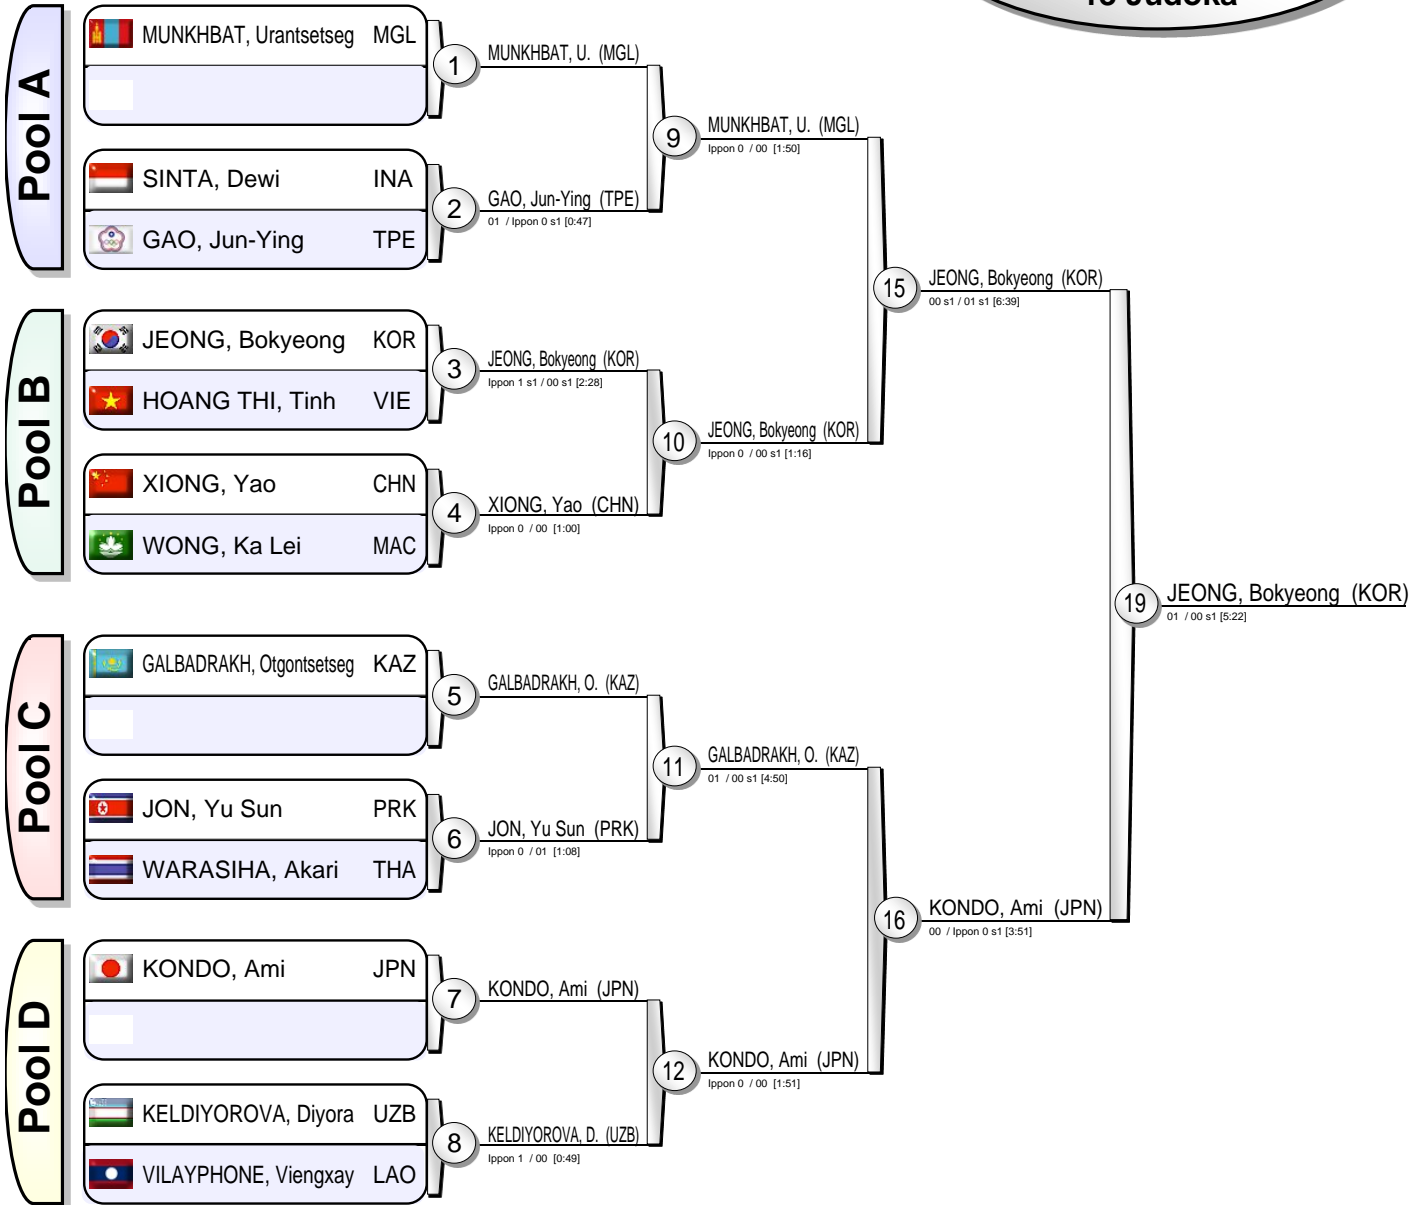 Judoka
Pool A
MUNKHBAT, Urantsetseg MGL
1
MUNKHBAT, U. (MGL)
SINTA, Dewi INA
GAO, Jun-Ying TPE
2
GAO, Jun-Ying (TPE)
01 / Ippon 0 s1 [0:47]
9
MUNKHBAT, U. (MGL)
Ippon 0 / 00 [1:50]
Pool B
JEONG, Bokyeong KOR
HOANG THI, Tinh VIE
3
JEONG, Bokyeong (KOR)
Ippon 1 s1 / 00 s1 [2:28]
XIONG, Yao CHN
WONG, Ka Lei MAC
4
XIONG, Yao (CHN)
Ippon 0 / 00 [1:00]
10
JEONG, Bokyeong (KOR)
Ippon 0 / 00 s1 [1:16]
15
JEONG, Bokyeong (KOR)
00 s1 / 01 s1 [6:39]
Pool C
GALBADRAKH, Otgontsetseg KAZ
5
GALBADRAKH, O. (KAZ)
JON, Yu Sun PRK
WARASIHA, Akari THA
6
JON, Yu Sun (PRK)
Ippon 0 / 01 [1:08]
11
GALBADRAKH, O. (KAZ)
01 / 00 s1 [4:50]
Pool D
KONDO, Ami JPN
7
KONDO, Ami (JPN)
KELDIYOROVA, Diyora UZB
VILAYPHONE, Viengxay LAO
8
KELDIYOROVA, D. (UZB)
Ippon 1 / 00 [0:49]
12
KONDO, Ami (JPN)
Ippon 0 / 00 [1:51]
16
KONDO, Ami (JPN)
00 / Ippon 0 s1 [3:51]
19
JEONG, Bokyeong (KOR)
01 / 00 s1 [5:22]